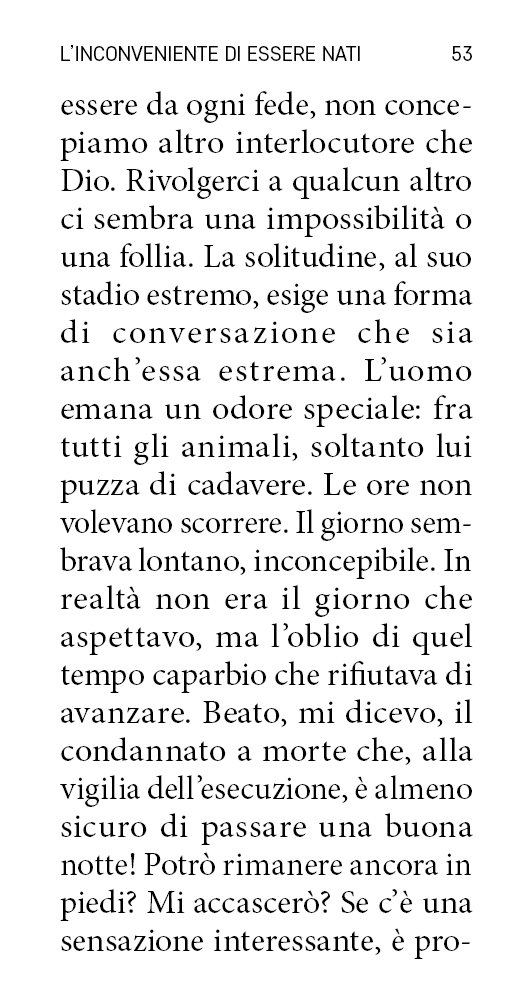 L'INCONVENIENTE DI ESSERE NATI 53
essere da ogni fede, non conce-
piamo altro interlocutore che
Dio. Rivolgerci a qualcun altro
ci sembra una impossibilità o
una follia. La solitudine, al suo
stadio estremo, esige una forma
di conversazione che sia
anch'essa estrema. L'uomo
emana un odore speciale: fra
tutti gli animali, soltanto lui
puzza di cadavere. Le ore non
volevano scorrere. Il giorno sem-
brava lontano, inconcepibile. In
realtà non era il giorno che
aspettavo, ma l'oblio di quel
tempo caparbio che rifiutava di
avanzare. Beato, mi dicevo, il
condannato a morte che, alla
vigilia dell'esecuzione, è almeno
sicuro di passare una buona
notte! Potrò rimanere ancora in
piedi? Mi accascerò? Se c'è una
sensazione interessante, è pro-